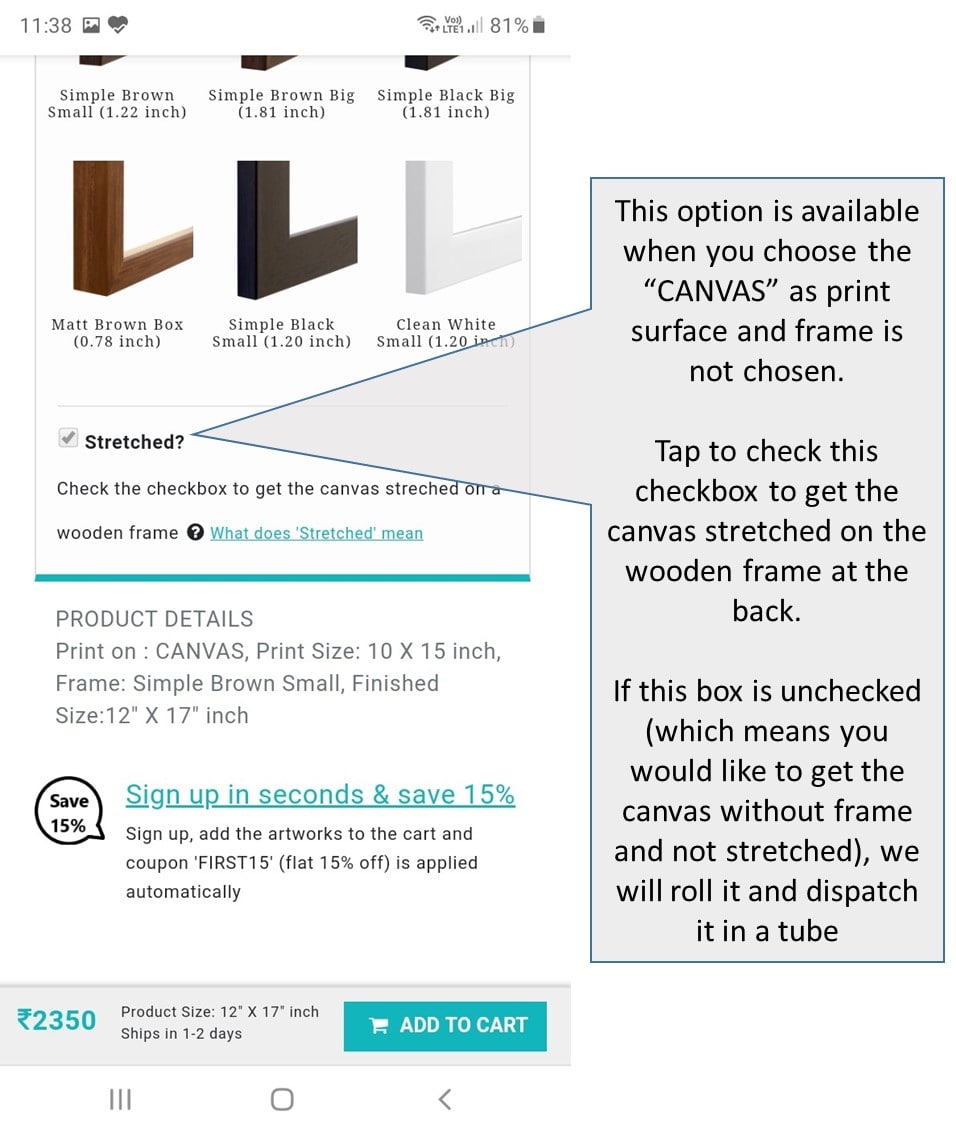 11:38
Vo))
LTE1
81%
Simple Brown
Small (1.22 inch)
Simple Brown Big
(1.81 inch)
Simple Black Big
(1.81 inch)
Matt Brown Box
(0.78 inch)
Simple Black
Small (1.20 inch)
Clean White
Small (1.20 inch)
Stretched?
Check the checkbox to get the canvas streched on a
wooden frame ? What does 'Stretched' mean
PRODUCT DETAILS
Print on : CANVAS, Print Size: 10 X 15 inch,
Frame: Simple Brown Small, Finished
Size:12" X 17" inch
Save
15%
Sign up in seconds & save 15%
Sign up, add the artworks to the cart and
coupon 'FIRST15' (flat 15% off) is applied
automatically
₹2350
Product Size: 12" X 17" inch
Ships in 1-2 days
ADD TO CART
This option is available
when you choose the
“CANVAS” as print
surface and frame is
not chosen.
Tap to check this
checkbox to get the
canvas stretched on the
wooden frame at the
back.
If this box is unchecked
(which means you
would like to get the
canvas without frame
and not stretched), we
will roll it and dispatch
it in a tube